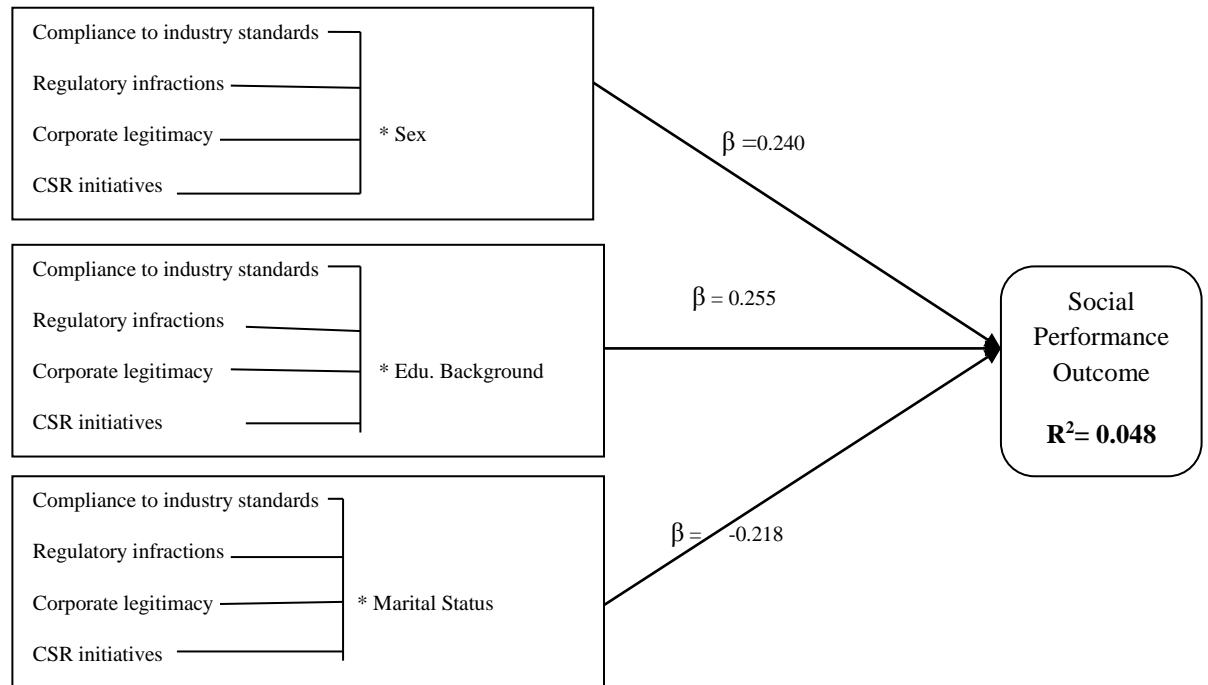 Compliance to industry standards
Regulatory infractions
Corporate legitimacy
* Sex
CSR initiatives
β =0.240
Compliance to industry standards
Regulatory infractions
Corporate legitimacy
* Edu. Background
CSR initiatives
β = 0.255
Social
Performance
Outcome
R²= 0.048
Compliance to industry standards
Regulatory infractions
Corporate legitimacy
* Marital Status
CSR initiatives
β = -0.218